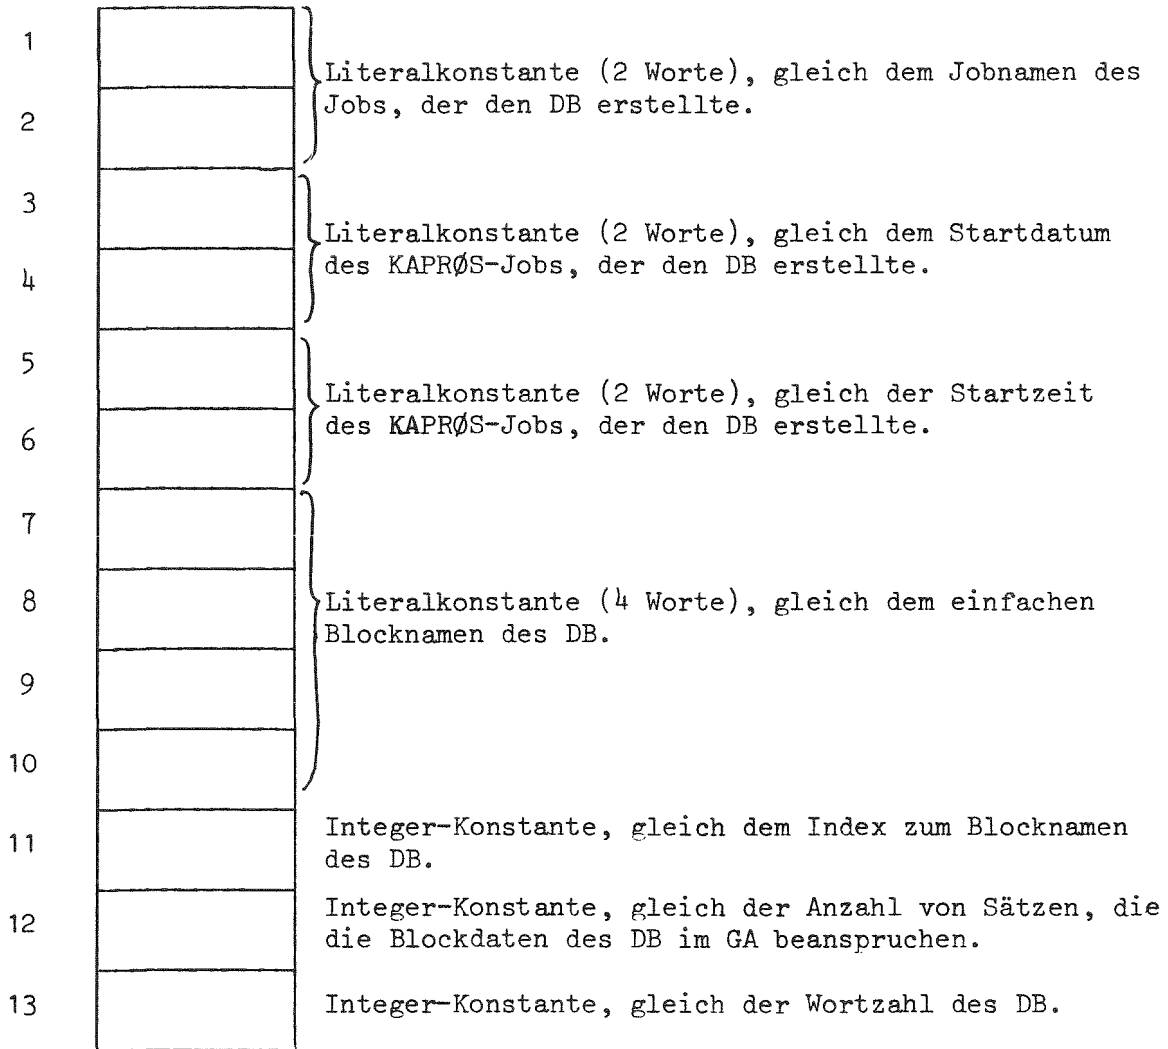 1
Literalkonstante (2 Worte), gleich dem Jobnamen des
Jobs, der den DB erstellte.
2
3
Literalkonstante (2 Worte), gleich dem Startdatum
des KAPRØS-Jobs, der den DB erstellte.
4
5
Literalkonstante (2 Worte), gleich der Startzeit
des KAPRØS-Jobs, der den DB erstellte.
6
7
8
Literalkonstante (4 Worte), gleich dem einfachen
Blocknamen des DB.
9
10
11
Integer-Konstante, gleich dem Index zum Blocknamen
des DB.
12
Integer-Konstante, gleich der Anzahl von Sätzen, die
die Blockdaten des DB im GA beanspruchen.
13
Integer-Konstante, gleich der Wortzahl des DB.